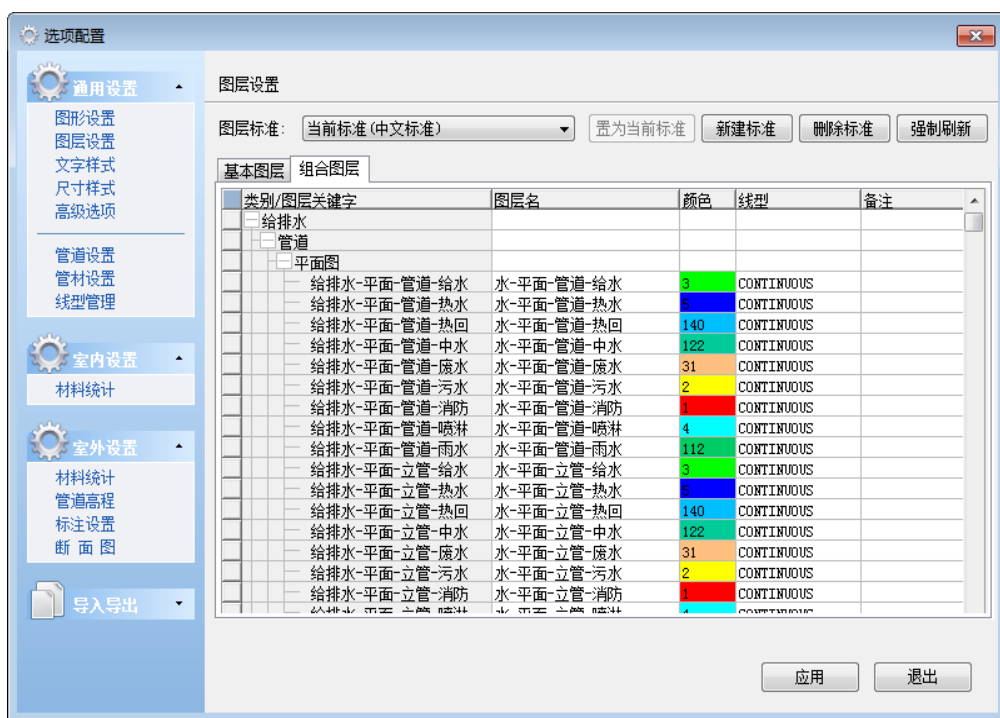 选项配置
通用设置
图形设置
图层设置
文字样式
尺寸样式
高级选项
管道设置
管材设置
线型管理
室内设置
材料统计
室外设置
材料统计
管道高程
标注设置
断 面 图
导入导出
图层设置
图层标准: 当前标准(中文标准) 置为当前标准 新建标准 删除标准 强制刷新
基本图层 组合图层
类别/图层关键字 图层名 颜色 线型 备注
给排水
管道
平面图
给排水-平面-管道-给水 水-平面-管道-给水 3 CONTINUOUS
给排水-平面-管道-热水 水-平面-管道-热水 5 CONTINUOUS
给排水-平面-管道-热回 水-平面-管道-热回 140 CONTINUOUS
给排水-平面-管道-中水 水-平面-管道-中水 122 CONTINUOUS
给排水-平面-管道-废水 水-平面-管道-废水 31 CONTINUOUS
给排水-平面-管道-污水 水-平面-管道-污水 2 CONTINUOUS
给排水-平面-管道-消防 水-平面-管道-消防 1 CONTINUOUS
给排水-平面-管道-喷淋 水-平面-管道-喷淋 4 CONTINUOUS
给排水-平面-管道-雨水 水-平面-管道-雨水 112 CONTINUOUS
给排水-平面-立管-给水 水-平面-立管-给水 3 CONTINUOUS
给排水-平面-立管-热水 水-平面-立管-热水 5 CONTINUOUS
给排水-平面-立管-热回 水-平面-立管-热回 140 CONTINUOUS
给排水-平面-立管-中水 水-平面-立管-中水 122 CONTINUOUS
给排水-平面-立管-废水 水-平面-立管-废水 31 CONTINUOUS
给排水-平面-立管-污水 水-平面-立管-污水 2 CONTINUOUS
给排水-平面-立管-消防 水-平面-立管-消防 1 CONTINUOUS
应用 退出